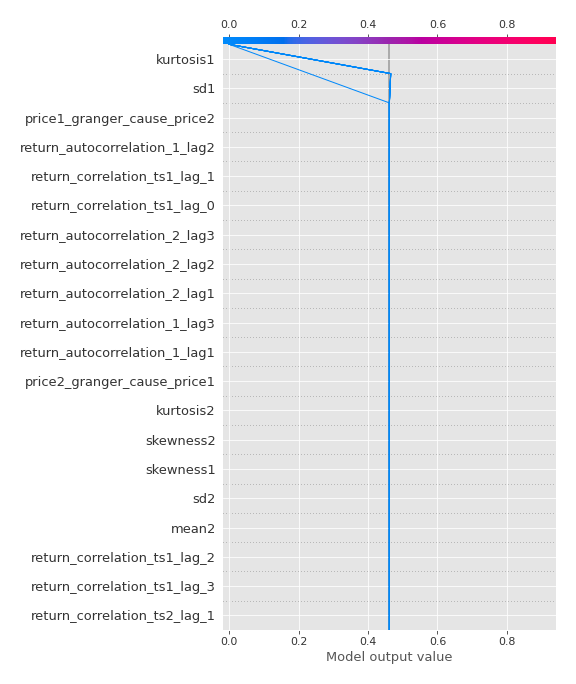 0.0 0.2 0.4 0.6 0.8
kurtosis1
sd1
price1_granger_cause_price2
return_autocorrelation_1_lag2
return_correlation_ts1_lag_1
return_correlation_ts1_lag_0
return_autocorrelation_2_lag3
return_autocorrelation_2_lag2
return_autocorrelation_2_lag1
return_autocorrelation_1_lag3
return_autocorrelation_1_lag1
price2_granger_cause_price1
kurtosis2
skewness2
skewness1
sd2
mean2
return_correlation_ts1_lag_2
return_correlation_ts1_lag_3
return_correlation_ts2_lag_1
0.0 0.2 0.4 0.6 0.8
Model output value